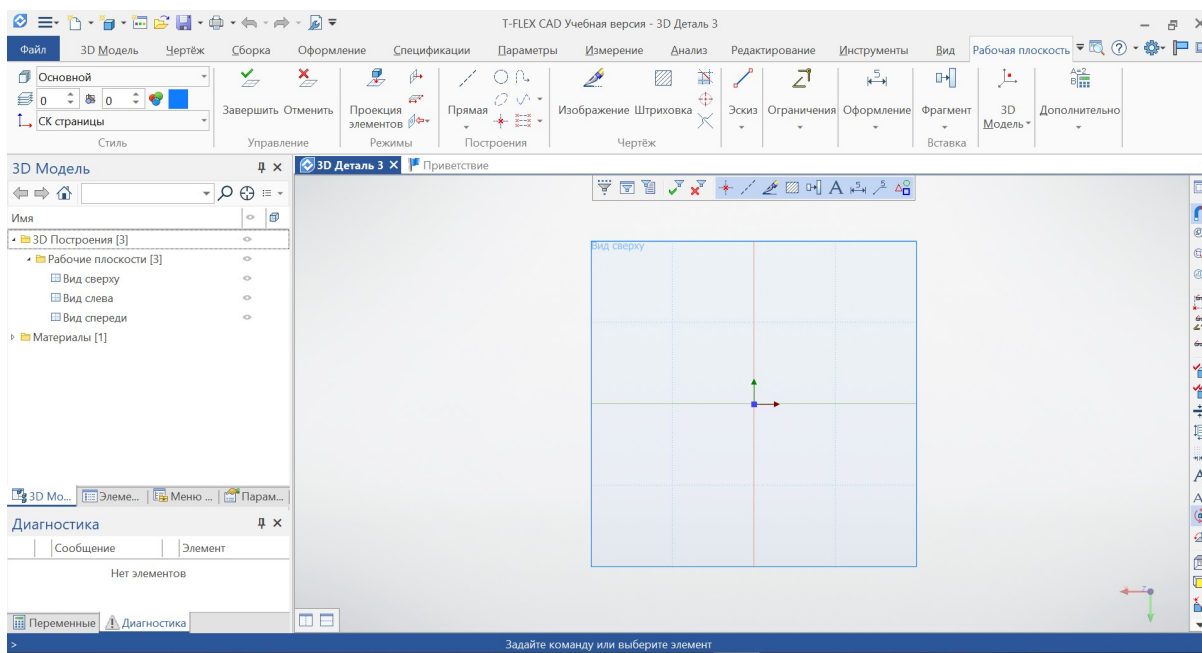 T-FLEX CAD Учебная версия - 3D Деталь 3
Файл 3D Модель Чертёж Сборка Оформление Спецификации Параметры Измерение Анализ Редактирование Инструменты Вид Рабочая плоскость
Основной
0 0
СК страницы
Завершить Отменить
Проекция элементов
Прямая
Изображение Штриховка
Эскиз Ограничения Оформление
Фрагмент
3D Модель
Дополнительно
Стиль Управление Режимы Построения Чертёж Вставка
3D Модель
3D Деталь 3 Приветствие
Имя
3D Построения [3]
Рабочие плоскости [3]
Вид сверху
Вид слева
Вид спереди
Материалы [1]
Вид сверху
3D Мо... Элеме... Меню ... Парам...
Диагностика
Сообщение Элемент
Нет элементов
Переменные Диагностика
> Задайте команду или выберите элемент